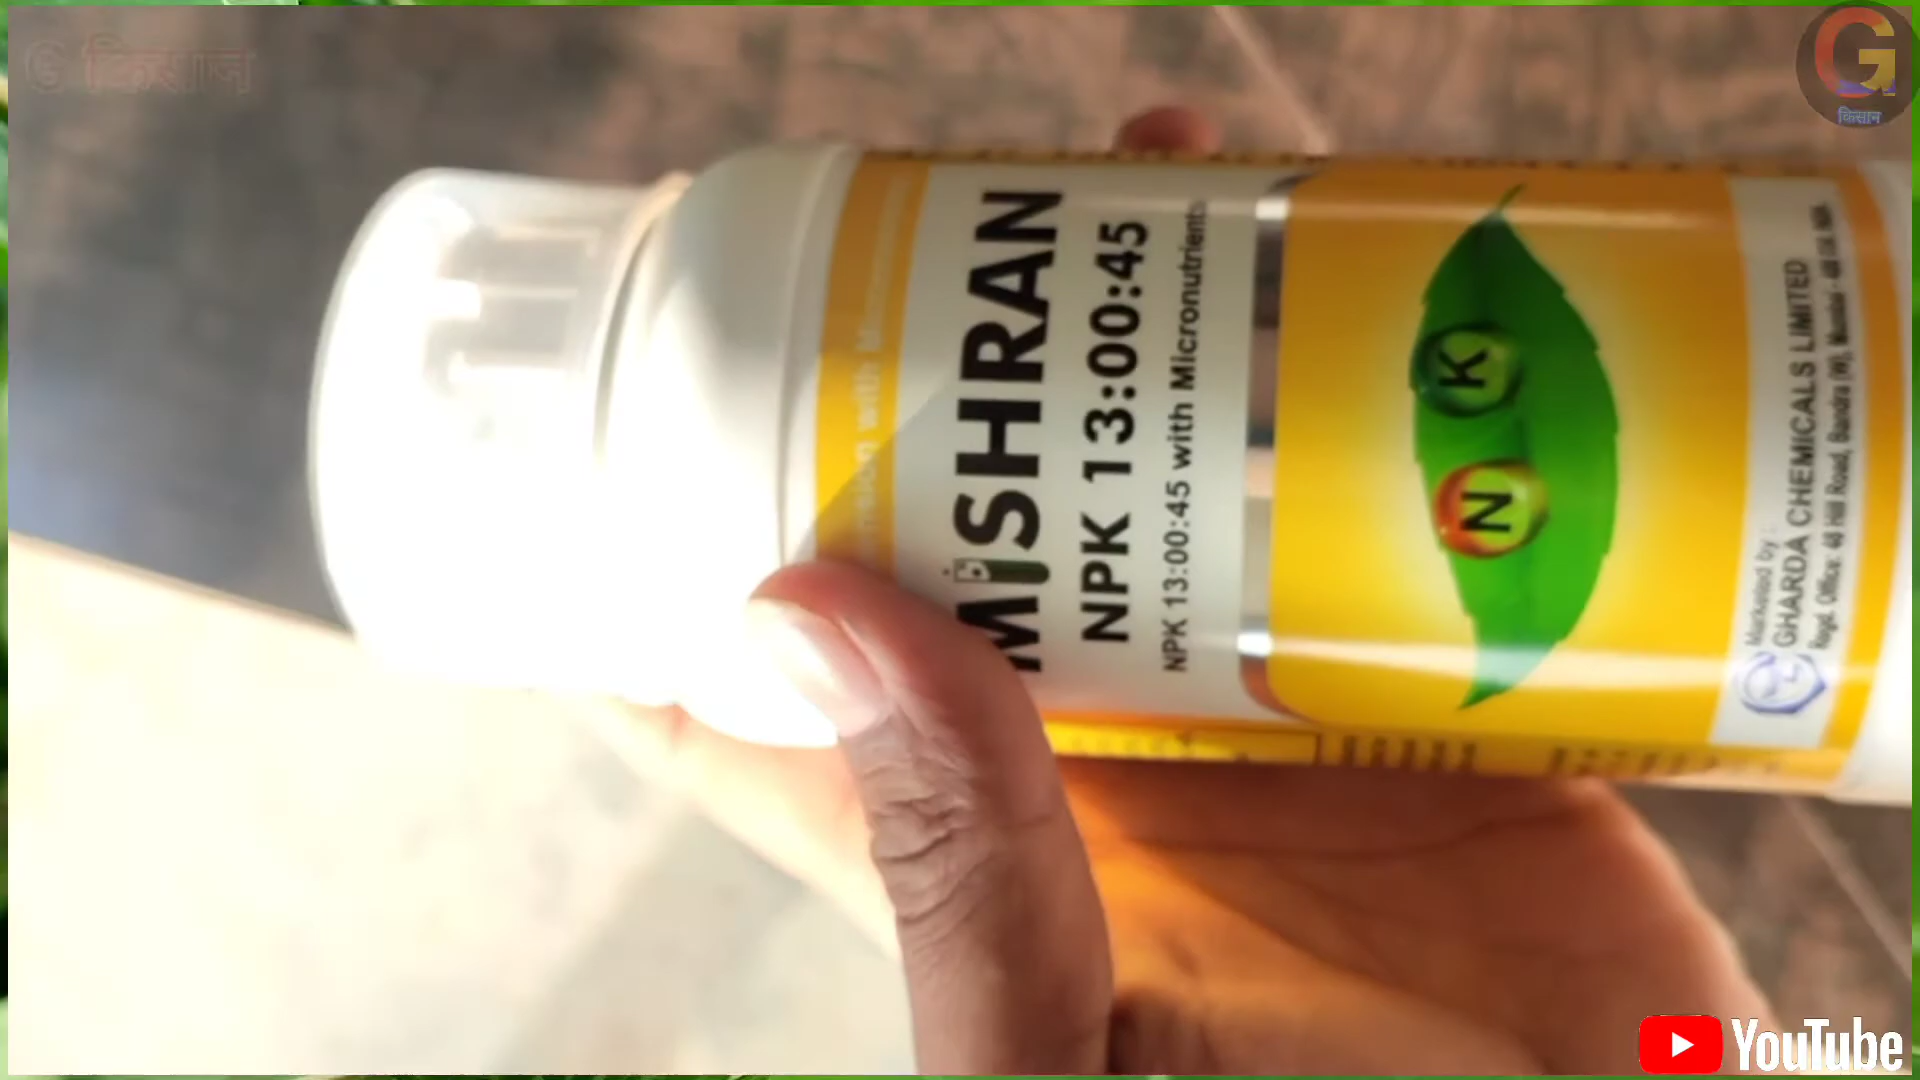 G किसान
G
किसान
MiSHRAN
NPK 13:00:45
NPK 13:00:45 with Micronutrients
N K
Marketed by :
GHARDA CHEMICALS LIMITED
Regd. Office: 48 Hill Road, Bandra (W), Mumbai -
YouTube